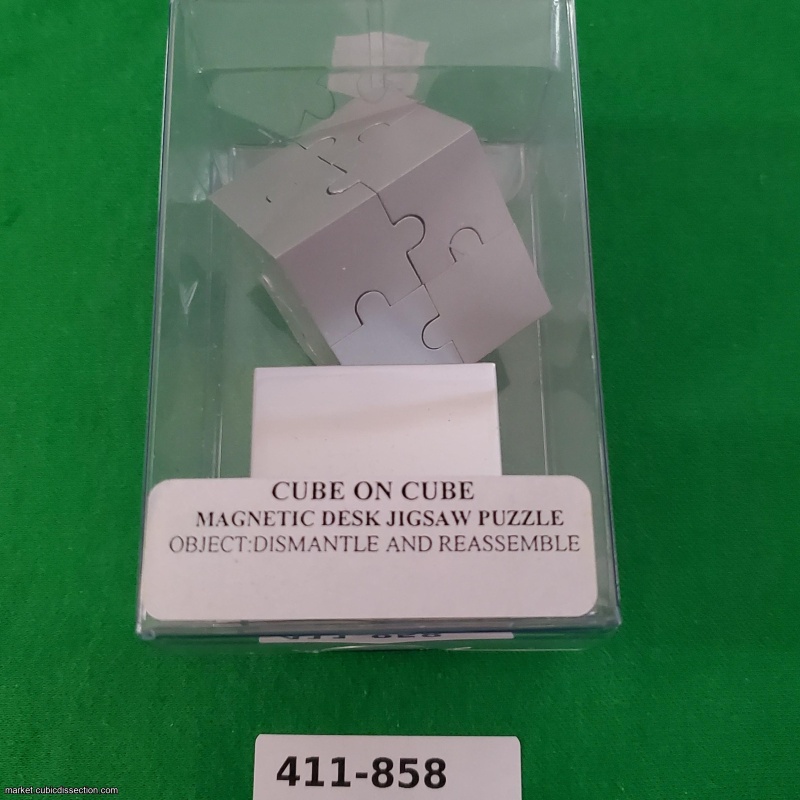 CUBE ON CUBE
MAGNETIC DESK JIGSAW PUZZLE
OBJECT:DISMANTLE AND REASSEMBLE
411-858
market.cubicdissection.com